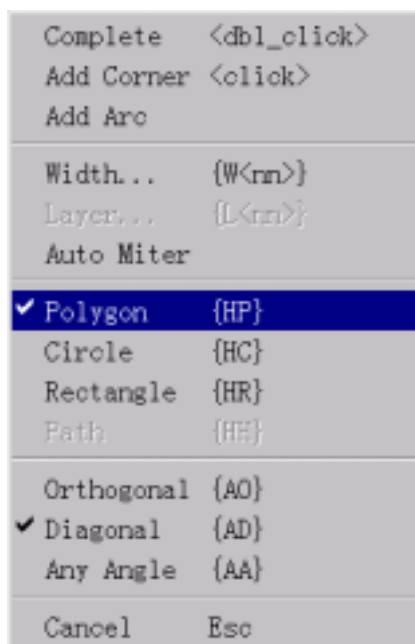 Complete <dbl_click>
Add Corner <click>
Add Arc
Width... {W<nn>}
Layer... {L<nn>}
Auto Miter
✔ Polygon {HP}
Circle {HC}
Rectangle {HR}
Path {HH}
Orthogonal {AO}
✔ Diagonal {AD}
Any Angle {AA}
Cancel Esc